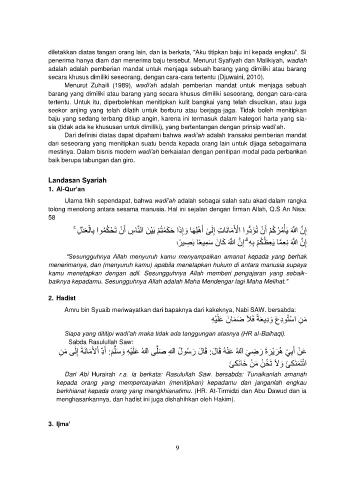 diletakkan diatas tangan orang lain, dan ia berkata, "Aku titipkan baju ini kepada engkau". Si
penerima hanya diam dan menerima baju tersebut. Menurut Syafiyah dan Malikiyah, wadiah
adalah adalah pemberian mandat untuk menjaga sebuah barang yang dimiliki atau barang
secara khusus dimiliki seseorang, dengan cara-cara tertentu (Djuwaini, 2010).
Menurut Zuhaili (1989), wadi'ah adalah pemberian mandat untuk menjaga sebuah
barang yang dimiliki atau barang yang secara khusus dimiliki seseorang, dengan cara-cara
tertentu. Untuk itu, diperbolehkan menitipkan kulit bangkai yang telah disucikan, atau juga
seekor anjing yang telah dilatih untuk berburu atau berjaga-jaga. Tidak boleh menitipkan
baju yang sedang terbang ditiup angin, karena ini termasuk dalam kategori harta yang sia-
sia (tidak ada ke khususan untuk dimiliki), yang bertentangan dengan prinsip wadi'ah.
Dari definisi diatas dapat dipahami bahwa wadi'ah adalah transaksi pemberian mandat
dari seseorang yang menitipkan suatu benda kepada orang lain untuk dijaga sebagaimana
mestinya. Dalam bisnis modern wadi'ah berkaiatan dengan penitipan modal pada perbankan
baik berupa tabungan dan giro.
Landasan Syariah
1. Al-Qur'an
Ulama fikih sependapat, bahwa wadi'ah adalah sebagai salah satu akad dalam rangka
tolong menolong antara sesama manusia. Hal ini sejalan dengan firman Allah, Q.S An Nisa:
58
إِنَّ اللَّهَ يَأْمُرُكُمْ أَنْ تُؤَدُّوا الْأَمَانَاتِ إِلَىٰ أَهْلِهَا وَإِذَا حَكَمْتُمْ بَيْنَ النَّاسِ أَنْ تَحْكُمُوا بِالْعَدْلِ ۚ
إِنَّ اللَّهَ نِعِمَّا يَعِظُكُمْ بِهِ ۗ إِنَّ اللَّهَ كَانَ سَمِيعًا بَصِيرًا
"Sesungguhnya Allah menyuruh kamu menyampaikan amanat kepada yang berhak
menerimanya, dan (menyuruh kamu) apabila menetapkan hukum di antara manusia supaya
kamu menetapkan dengan adil. Sesungguhnya Allah memberi pengajaran yang sebaik-
baiknya kepadamu. Sesungguhnya Allah adalah Maha Mendengar lagi Maha Melihat."
2. Hadist
Amru bin Syuaib meriwayatkan dari bapaknya dari kakeknya, Nabi SAW. bersabda:
مَنِ اسْتُودِعَ وَدِيعَةً فَلَا ضَمَانَ عَلَيْهِ
Siapa yang dititipi wadi'ah maka tidak ada tanggungan atasnya (HR al-Baihaqi).
Sabda Rasulullah Saw:
عَنْ أَبِيْ هُرَيْرَةَ رَضِيَ اللهُ عَنْهُ قَالَ: قَالَ رَسُوْلُ اللهِ صَلَّى اللهُ عَلَيْهِ وَسَلَّمَ: أَدِّ الْأَمَانَةَ إِلَى مَنِ
ائْتَمَنَكَ وَلَا تَخُنْ مَنْ خَانَكَ
Dari Abi Hurairah r.a. ia berkata: Rasulullah Saw. bersabda: Tunaikanlah amanah
kepada orang yang mempercayakan (menitipkan) kepadamu dan janganlah engkau
berkhianat kepada orang yang mengkhianatimu. (HR. At-Tirmidzi dan Abu Dawud dan ia
menghasankannya, dan hadist ini juga dishahihkan oleh Hakim).
3. Ijma'
9